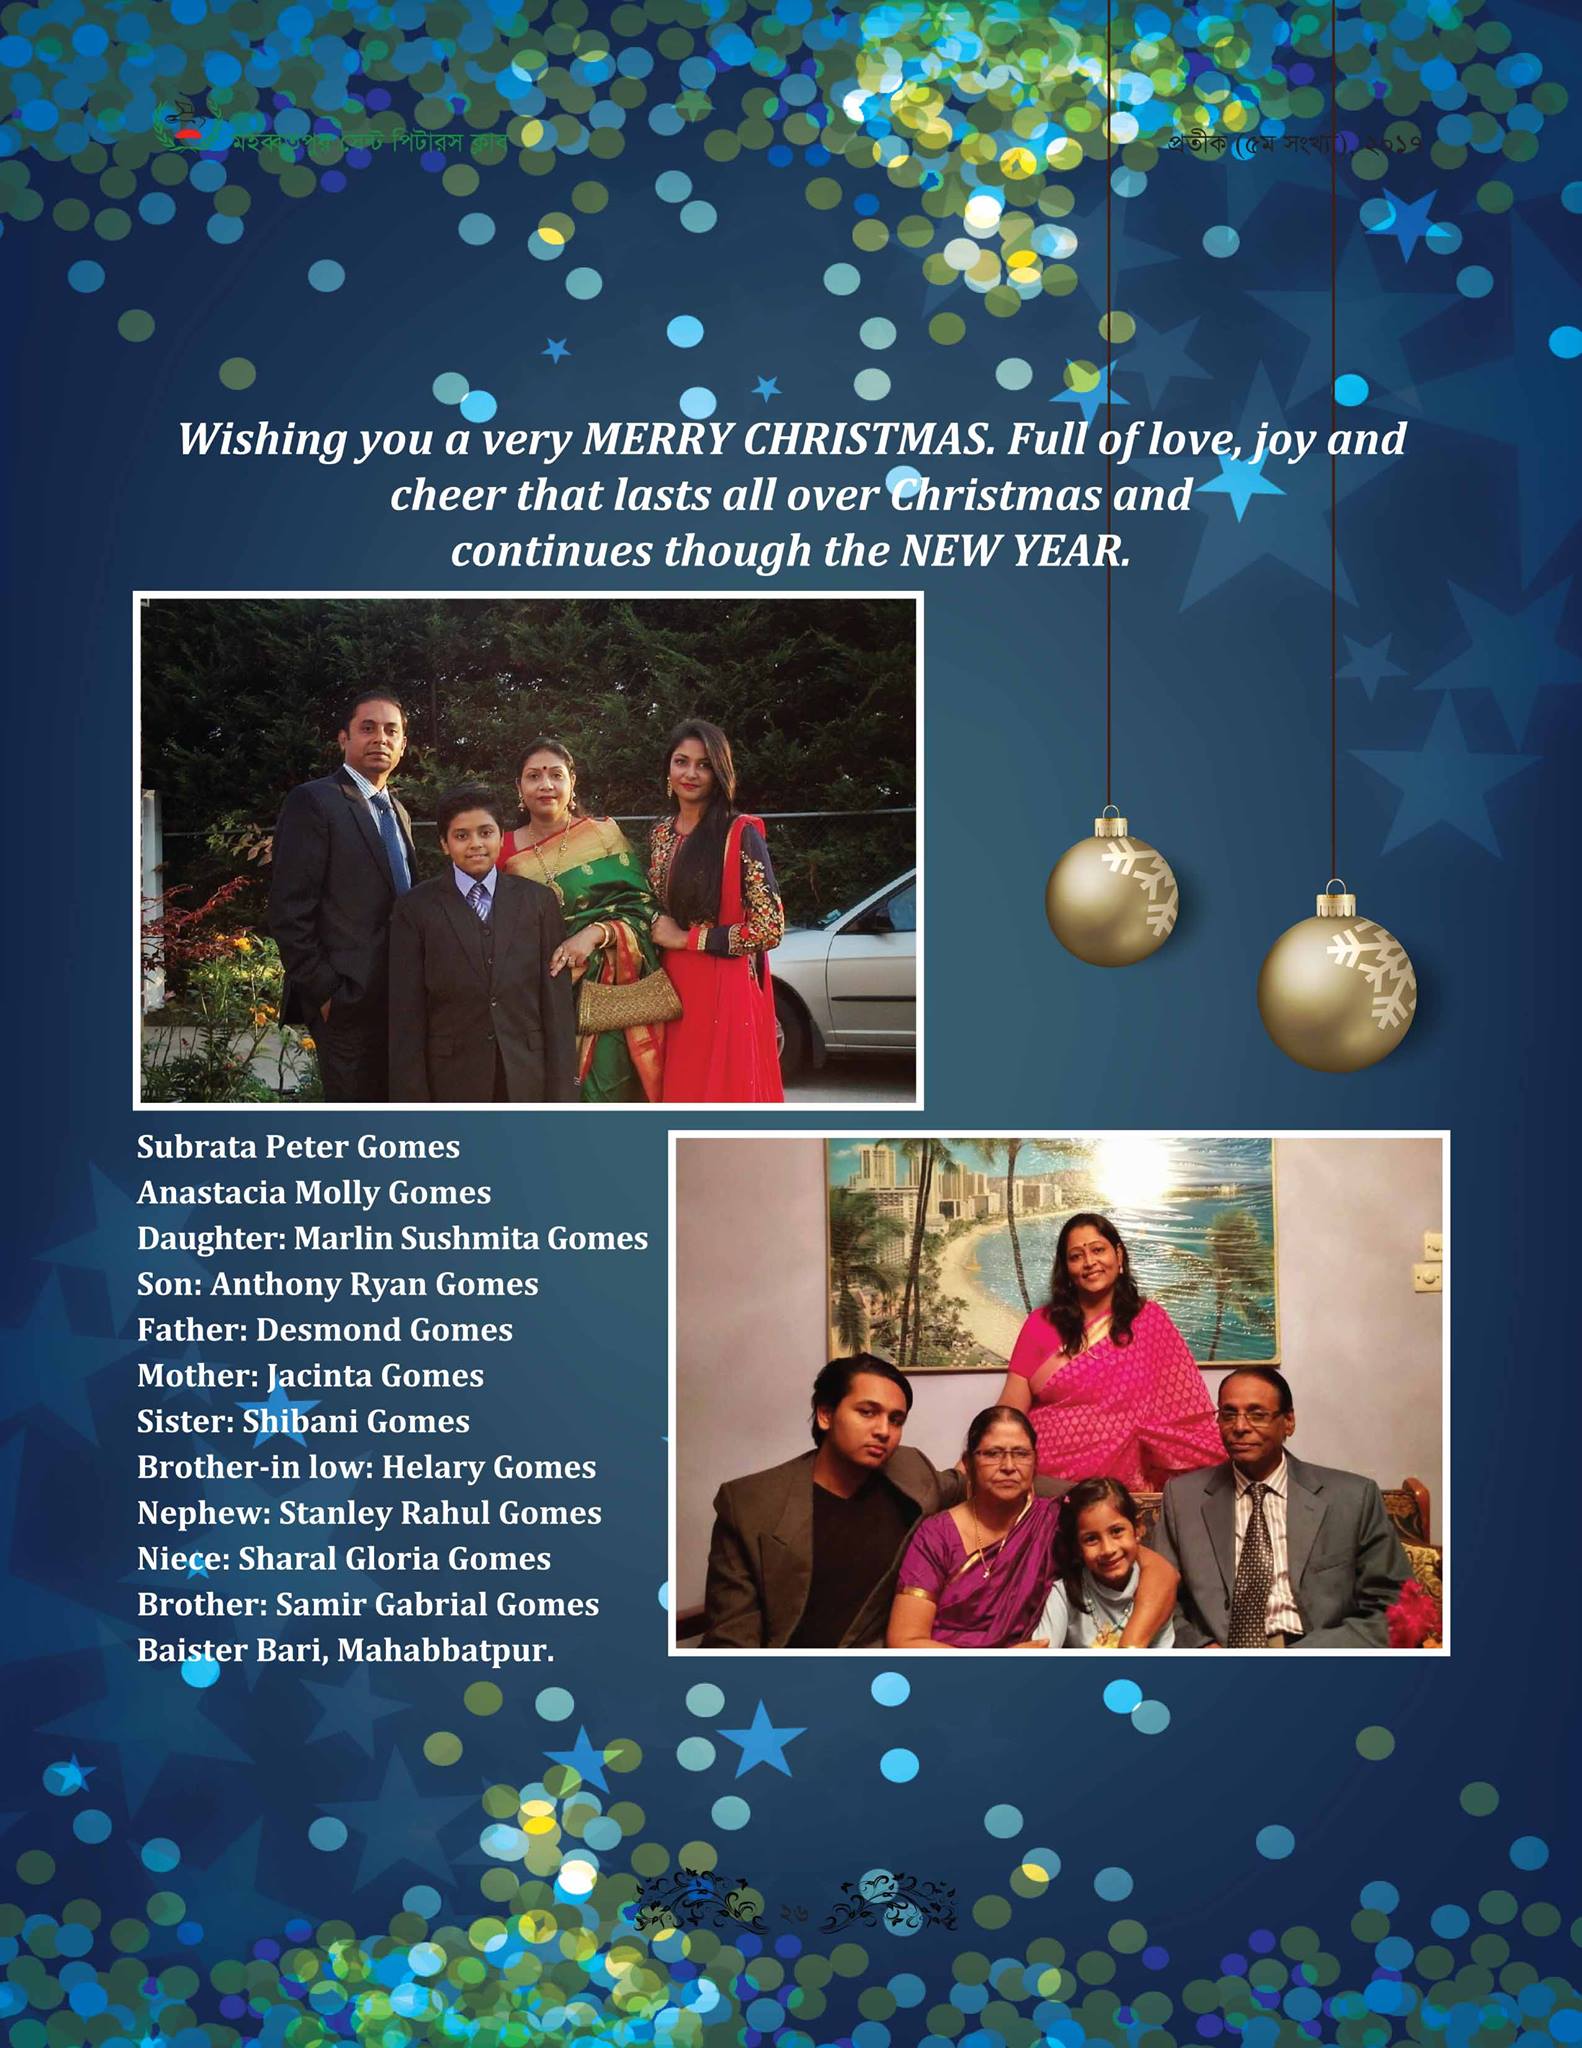 মহব্বতপুর সেন্ট পিটারস ক্লাব
প্রতীক (৫ম সংখ্যা), ২০১৭
Wishing you a very MERRY CHRISTMAS. Full of love, joy and
cheer that lasts all over Christmas and
continues though the NEW YEAR.
Subrata Peter Gomes
Anastacia Molly Gomes
Daughter: Marlin Sushmita Gomes
Son: Anthony Ryan Gomes
Father: Desmond Gomes
Mother: Jacinta Gomes
Sister: Shibani Gomes
Brother-in low: Helary Gomes
Nephew: Stanley Rahul Gomes
Niece: Sharal Gloria Gomes
Brother: Samir Gabrial Gomes
Baister Bari, Mahabbatpur.
২৬